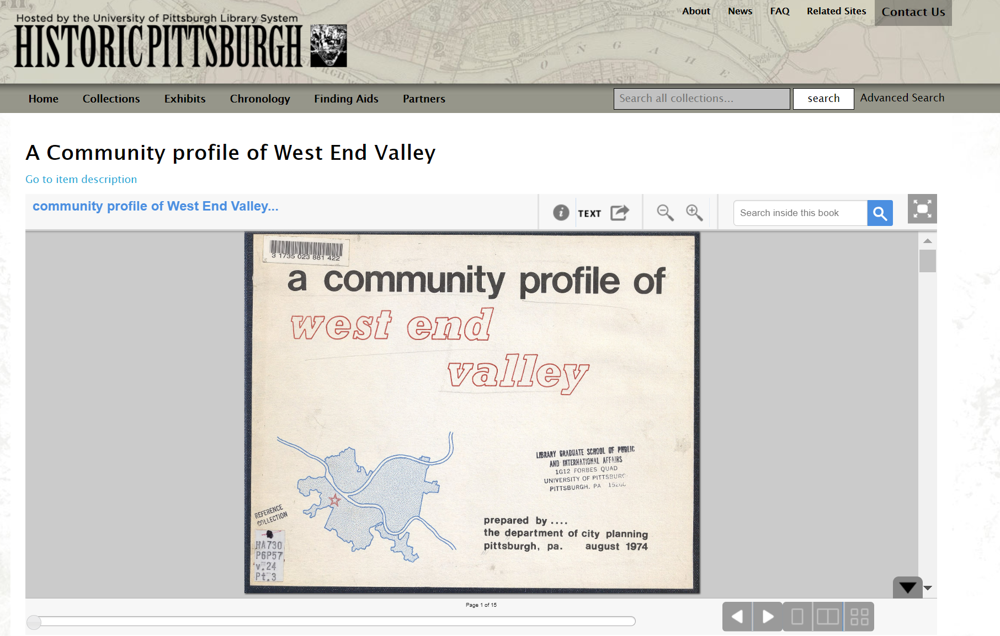 About News FAQ Related Sites Contact Us
Hosted by the University of Pittsburgh Library System
HISTORIC PITTSBURGH
Home Collections Exhibits Chronology Finding Aids Partners
Search all collections... search Advanced Search
A Community profile of West End Valley
Go to item description
community profile of West End Valley...
TEXT
Search inside this book
3 1735 023 881 422
a community profile of
west end
valley
LIBRARY GRADUATE SCHOOL OF PUBLIC
AND INTERNATIONAL AFFAIRS
1G12 FORBES QUAD
UNIVERSITY OF PITTSBURG
PITTSBURGH, PA 15260
REFERENCE
COLLECTION
HA730
P6P57
v.24
Pt.3
prepared by ....
the department of city planning
pittsburgh, pa. august 1974
Page 1 of 15